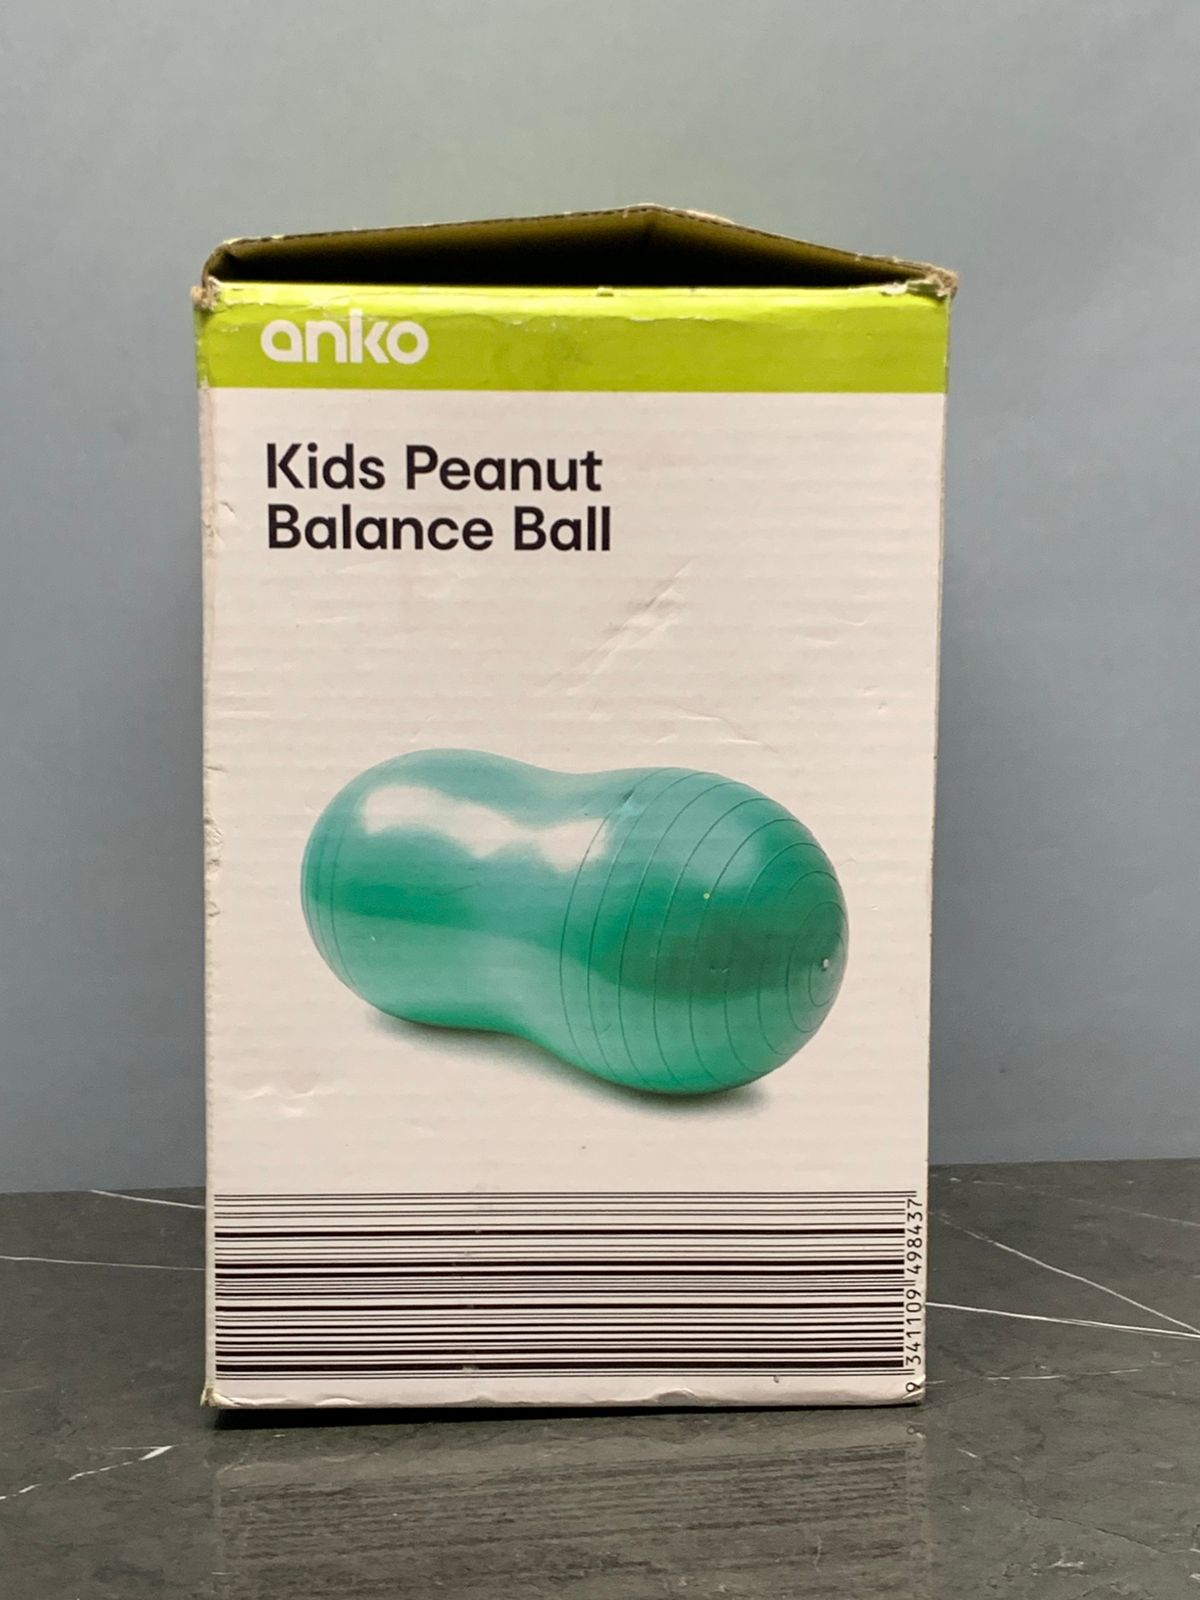 anko
Kids Peanut
Balance Ball
9 341109 498437